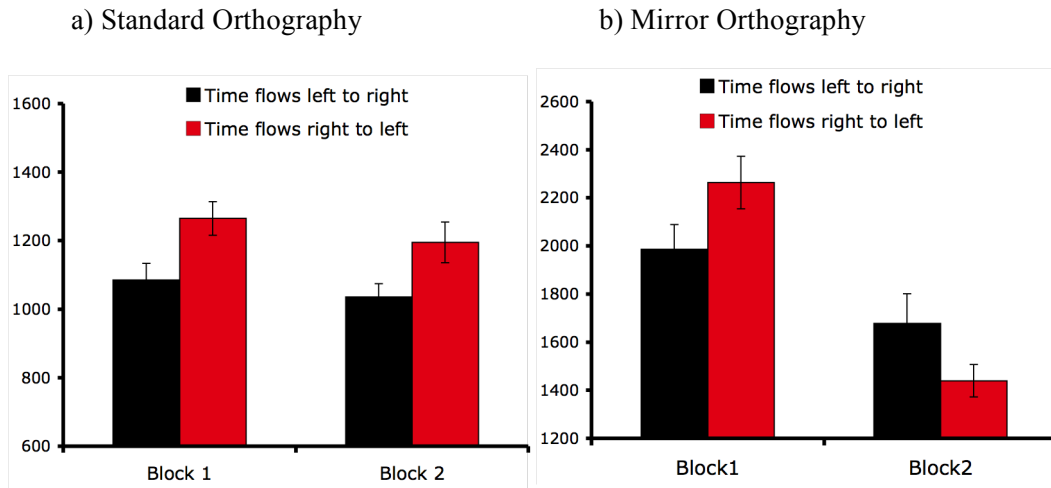 a) Standard Orthography
1600
1400
1200
1000
800
600
Time flows left to right
Time flows right to left
Block 1
Block 2
b) Mirror Orthography
2600
2400
2200
2000
1800
1600
1400
1200
Time flows left to right
Time flows right to left
Block1
Block2